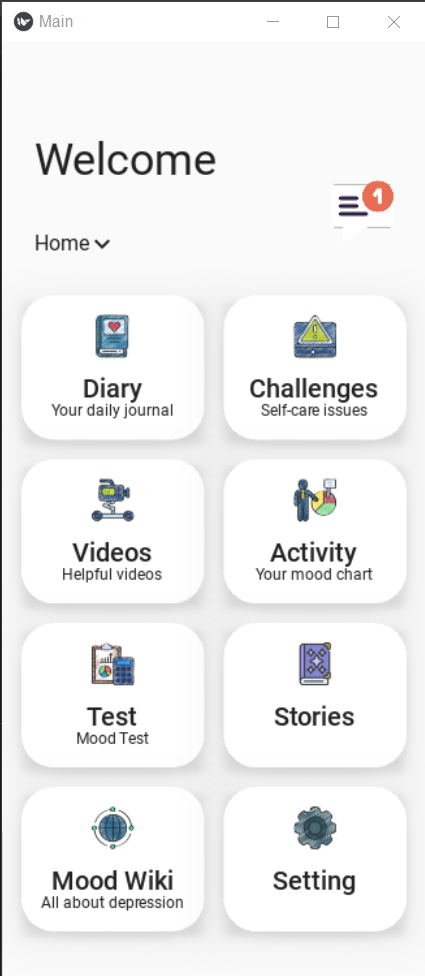 Main
Welcome
1
Home
Diary
Your daily journal
Challenges
Self-care issues
Videos
Helpful videos
Activity
Your mood chart
Test
Mood Test
Stories
Mood Wiki
All about depression
Setting